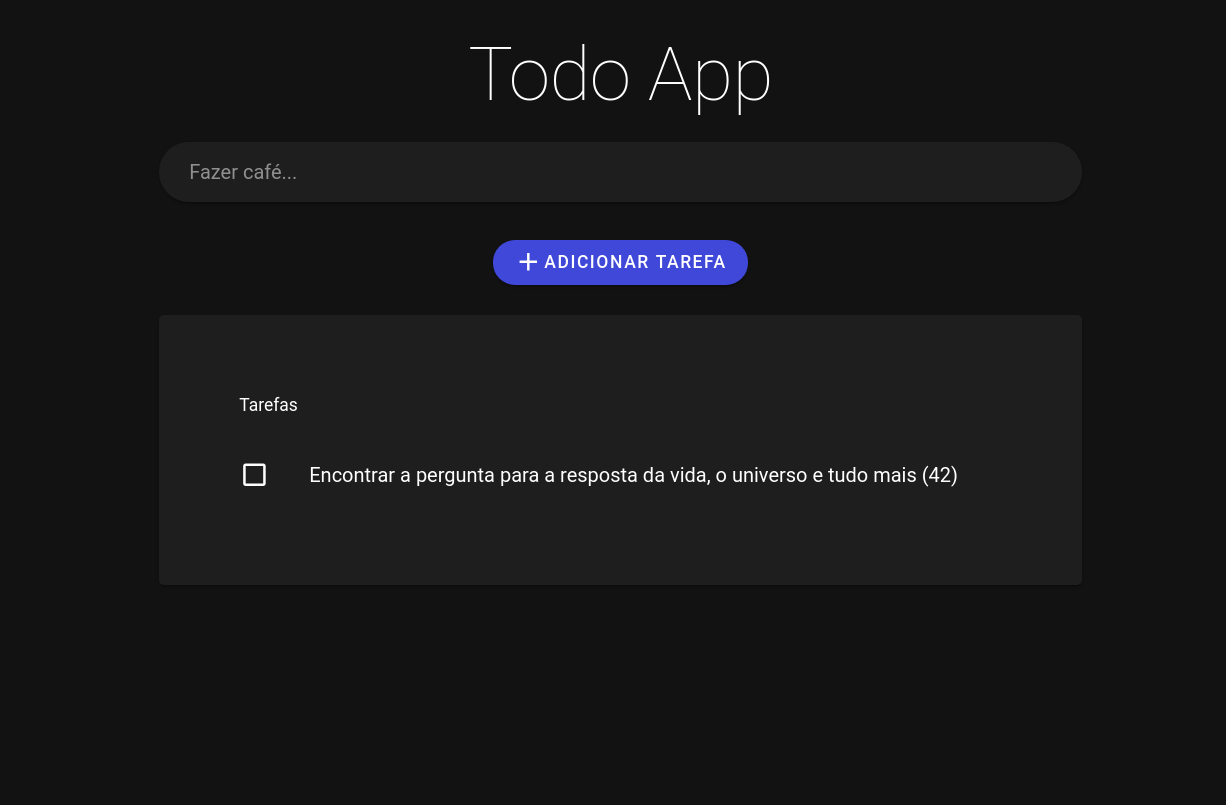 Todo App
Fazer café...
ADICIONAR TAREFA
Tarefas
Encontrar a pergunta para a resposta da vida, o universo e tudo mais (42)